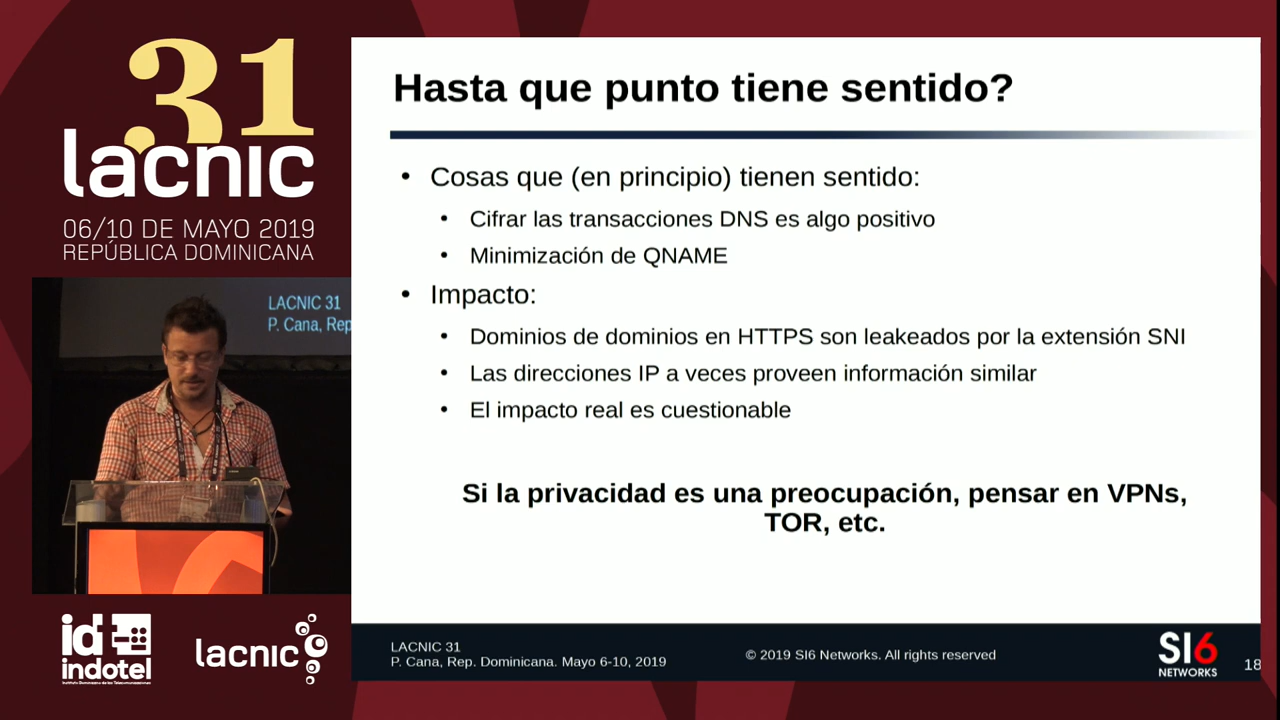 31
lacnic
06/10 DE MAYO 2019
REPÚBLICA DOMINICANA
LACNIC 31
P. Cana, Rep
id
indotel
lacnic
Hasta que punto tiene sentido?
• Cosas que (en principio) tienen sentido:
• Cifrar las transacciones DNS es algo positivo
• Minimización de QNAME
• Impacto:
• Dominios de dominios en HTTPS son leakeados por la extensión SNI
• Las direcciones IP a veces proveen información similar
• El impacto real es cuestionable
Si la privacidad es una preocupación, pensar en VPNs,
TOR, etc.
LACNIC 31
P. Cana, Rep. Dominicana. Mayo 6-10, 2019
© 2019 SI6 Networks. All rights reserved
SI6
NETWORKS
18